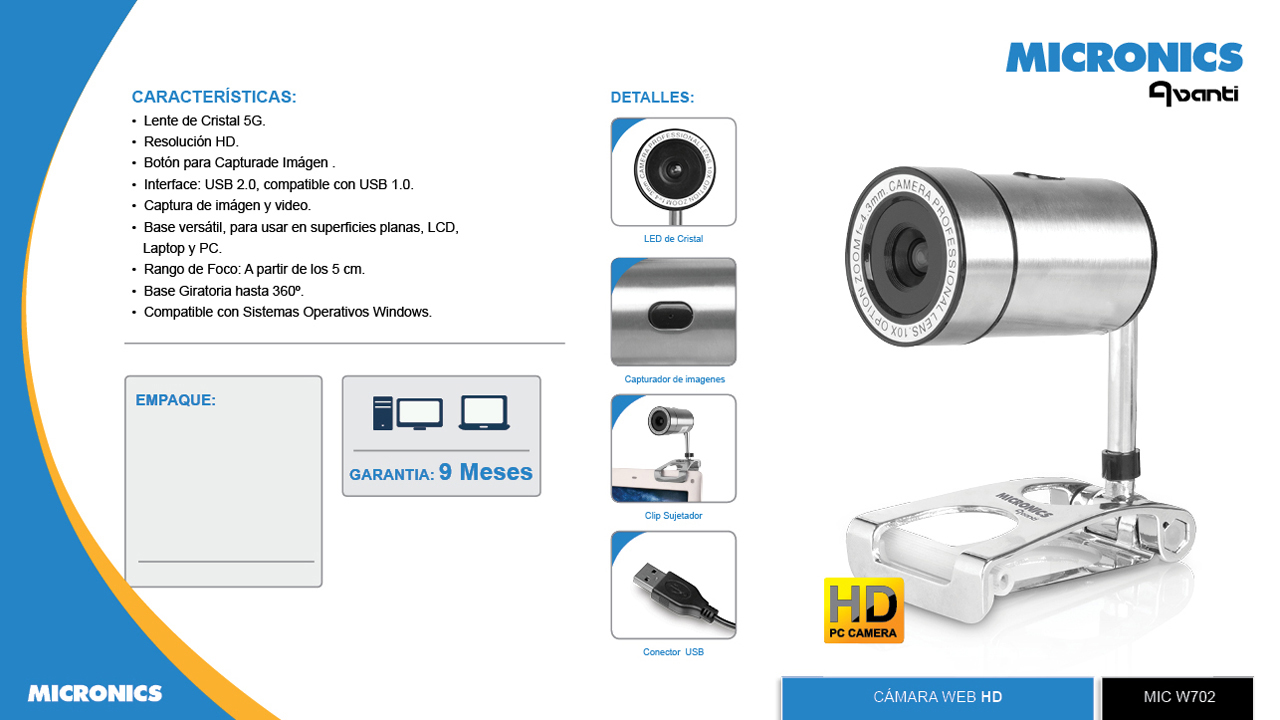 MICRONICS
Avanti
CARACTERÍSTICAS:
• Lente de Cristal 5G.
• Resolución HD.
• Botón para Capturade Imágen .
• Interface: USB 2.0, compatible con USB 1.0.
• Captura de imágen y video.
• Base versátil, para usar en superficies planas, LCD,
Laptop y PC.
• Rango de Foco: A partir de los 5 cm.
• Base Giratoria hasta 360º.
• Compatible con Sistemas Operativos Windows.
EMPAQUE:
GARANTIA: 9 Meses
DETALLES:
CAMERA PROFESSIONAL LENS. 10X OPTION ZOOM f=4.3mm.
LED de Cristal
Capturador de imagenes
Clip Sujetador
Conector USB
CAMERA PROFESSIONAL LENS. 10X OPTION ZOOM f=4.3mm.
MICRONICS
Avanti
HD
PC CAMERA
MICRONICS
CÁMARA WEB HD
MIC W702